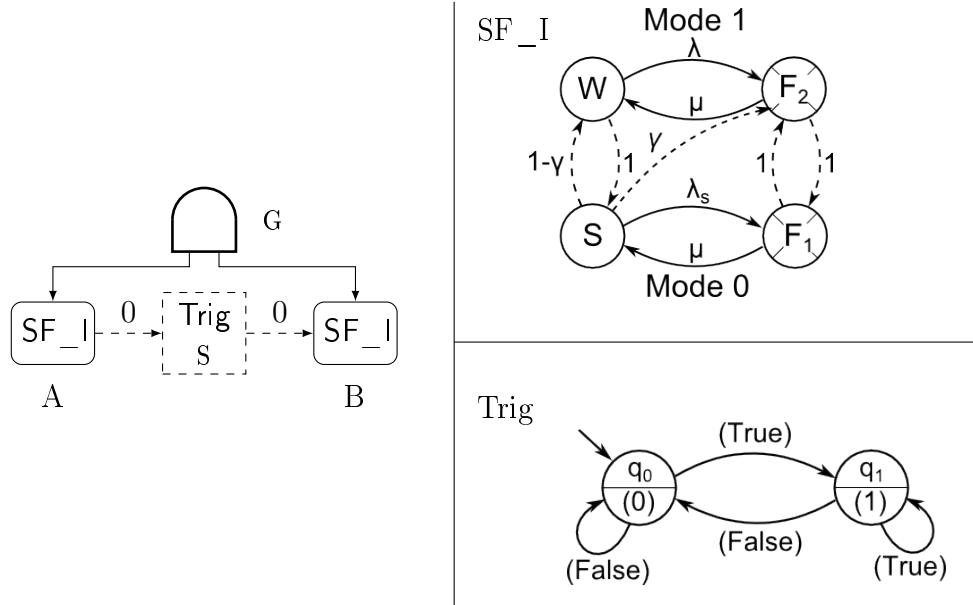 G
SF_I
0
Trig
S
0
SF_I
A
B
SF_I
Mode 1
λ
W
F₂
μ
γ
1-γ
1
1
1
λₛ
S
F₁
μ
Mode 0
Trig
(True)
q₀
(0)
q₁
(1)
(False)
(False)
(True)